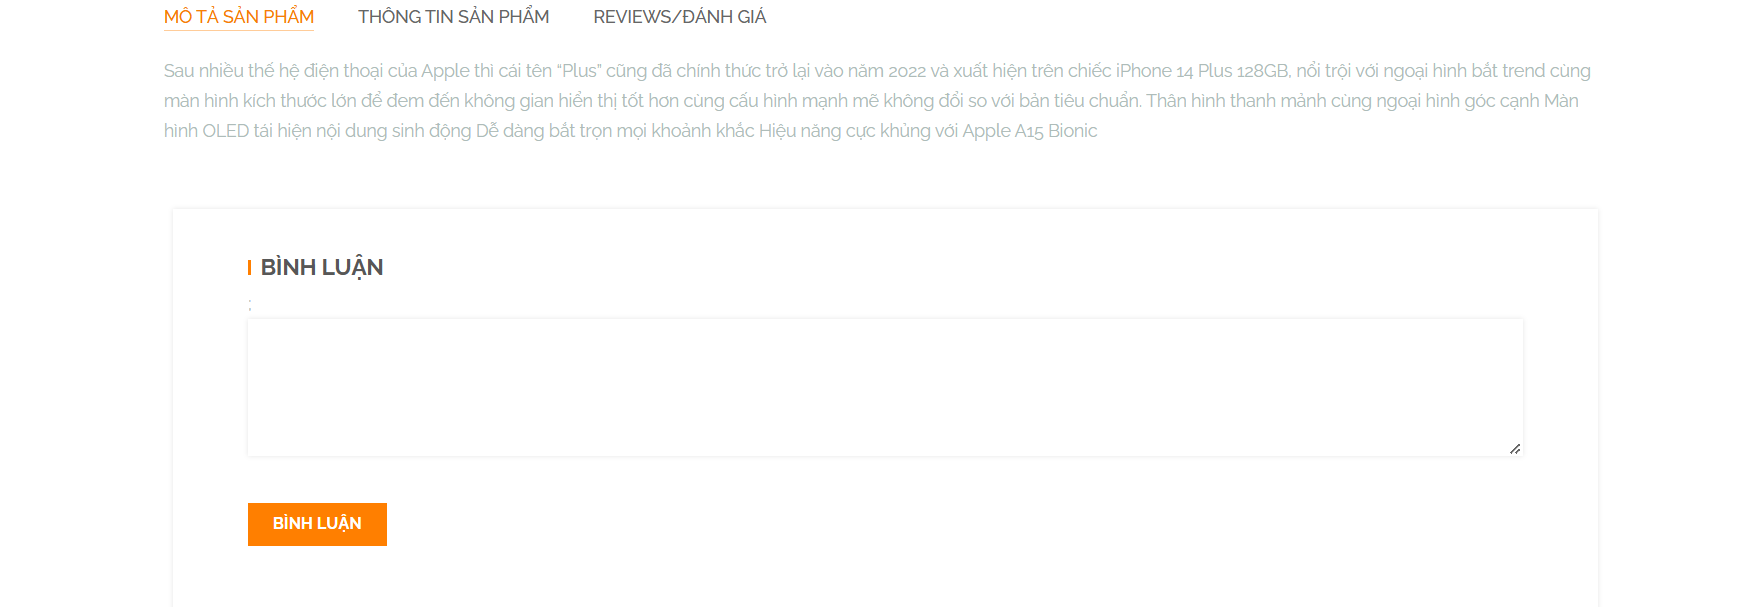 MÔ TẢ SẢN PHẨM THÔNG TIN SẢN PHẨM REVIEWS/ĐÁNH GIÁ
Sau nhiều thế hệ điện thoại của Apple thì cái tên “Plus” cũng đã chính thức trở lại vào năm 2022 và xuất hiện trên chiếc iPhone 14 Plus 128GB, nổi trội với ngoại hình bắt trend cùng
màn hình kích thước lớn để đem đến không gian hiển thị tốt hơn cùng cấu hình mạnh mẽ không đổi so với bản tiêu chuẩn. Thân hình thanh mảnh cùng ngoại hình góc cạnh Màn
hình OLED tái hiện nội dung sinh động Dễ dàng bắt trọn mọi khoảnh khắc Hiệu năng cực khủng với Apple A15 Bionic
BÌNH LUẬN
;
BÌNH LUẬN